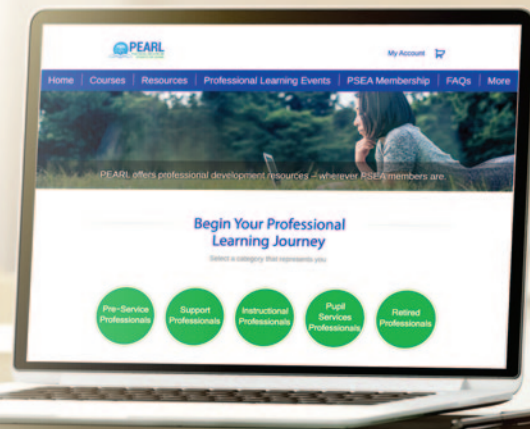 PEARL
My Account
Home Courses Resources Professional Learning Events PSEA Membership FAQs More
PEARL offers professional development resources – wherever PSEA members are.
Begin Your Professional
Learning Journey
Select a category that represents you
Pre-Service
Professionals
Support
Professionals
Instructional
Professionals
Pupil
Services
Professionals
Retired
Professionals